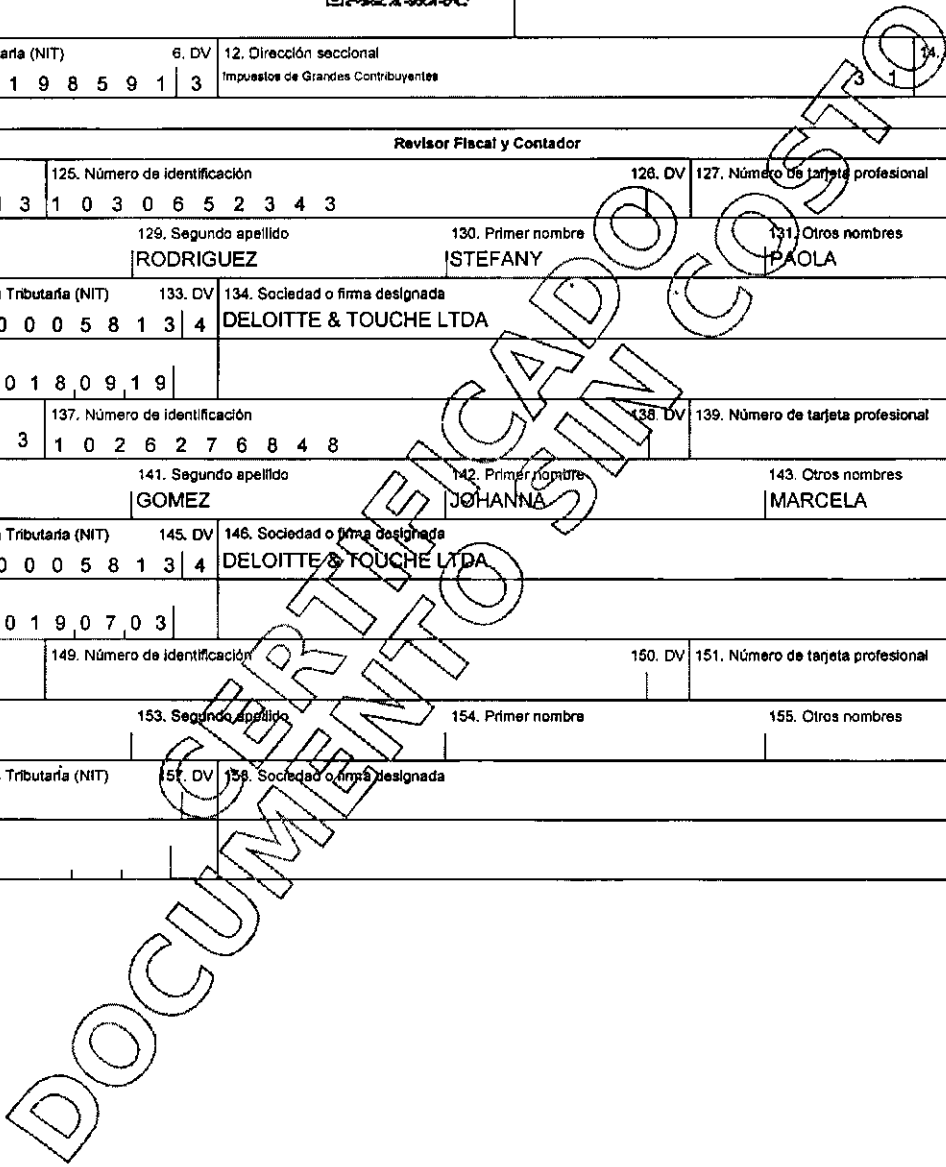 aria (NIT) 6. DV 12. Dirección seccional 14.
1 9 8 5 9 1 3 Impuestos de Grandes Contribuyentes 3 1
Revisor Fiscal y Contador
125. Número de identificación 126. DV 127. Número de tarjeta profesional
3 1 0 3 0 6 5 2 3 4 3
129. Segundo apellido 130. Primer nombre 131. Otros nombres
RODRIGUEZ STEFANY PAOLA
Tributaria (NIT) 133. DV 134. Sociedad o firma designada
0 0 0 5 8 1 3 4 DELOITTE & TOUCHE LTDA
0 1 8 0 9 1 9
137. Número de identificación 138. DV 139. Número de tarjeta profesional
3 1 0 2 6 2 7 6 8 4 8
141. Segundo apellido 142. Primer nombre 143. Otros nombres
GOMEZ JOHANNA MARCELA
Tributaria (NIT) 145. DV 146. Sociedad o firma designada
0 0 0 5 8 1 3 4 DELOITTE & TOUCHE LTDA
0 1 9 0 7 0 3
149. Número de identificación 150. DV 151. Número de tarjeta profesional
153. Segundo apellido 154. Primer nombre 155. Otros nombres
Tributaria (NIT) 157. DV 158. Sociedad o firma designada
CERTIFICADO
DOCUMENTO SIN COSTO